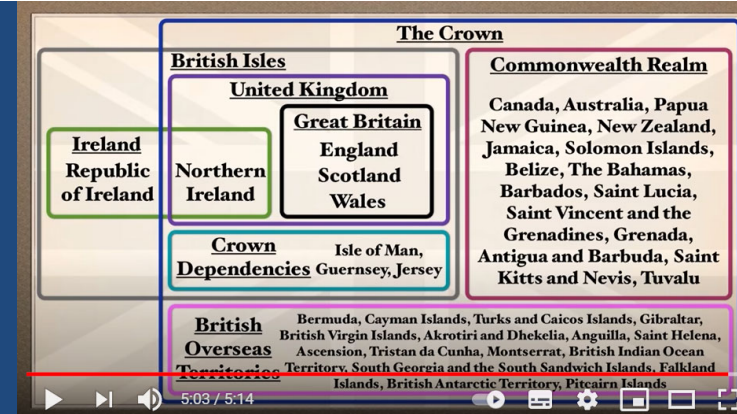 The Crown
British Isles
United Kingdom
Great Britain
England
Scotland
Wales
Ireland
Republic
of Ireland
Northern
Ireland
Crown
Dependencies
Isle of Man,
Guernsey, Jersey
Commonwealth Realm
Canada, Australia, Papua
New Guinea, New Zealand,
Jamaica, Solomon Islands,
Belize, The Bahamas,
Barbados, Saint Lucia,
Saint Vincent and the
Grenadines, Grenada,
Antigua and Barbuda, Saint
Kitts and Nevis, Tuvalu
British
Overseas
Territories
Bermuda, Cayman Islands, Turks and Caicos Islands, Gibraltar,
British Virgin Islands, Akrotiri and Dhekelia, Anguilla, Saint Helena,
Ascension, Tristan da Cunha, Montserrat, British Indian Ocean
Territory, South Georgia and the South Sandwich Islands, Falkland
Islands, British Antarctic Territory, Pitcairn Islands
5:03 / 5:14